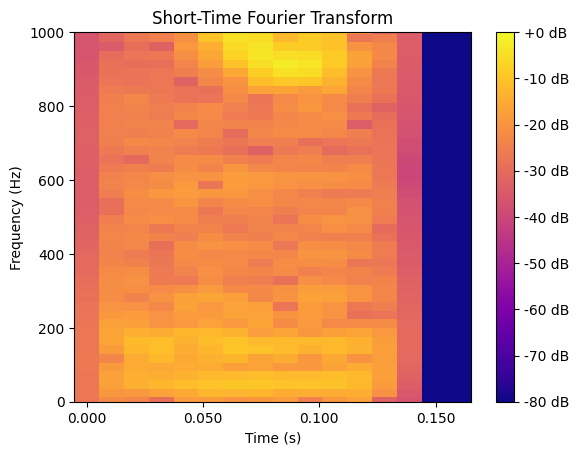 Short-Time Fourier Transform
Frequency (Hz)
1000
800
600
400
200
0
0.000
0.050
0.100
0.150
Time (s)
+0 dB
-10 dB
-20 dB
-30 dB
-40 dB
-50 dB
-60 dB
-70 dB
-80 dB